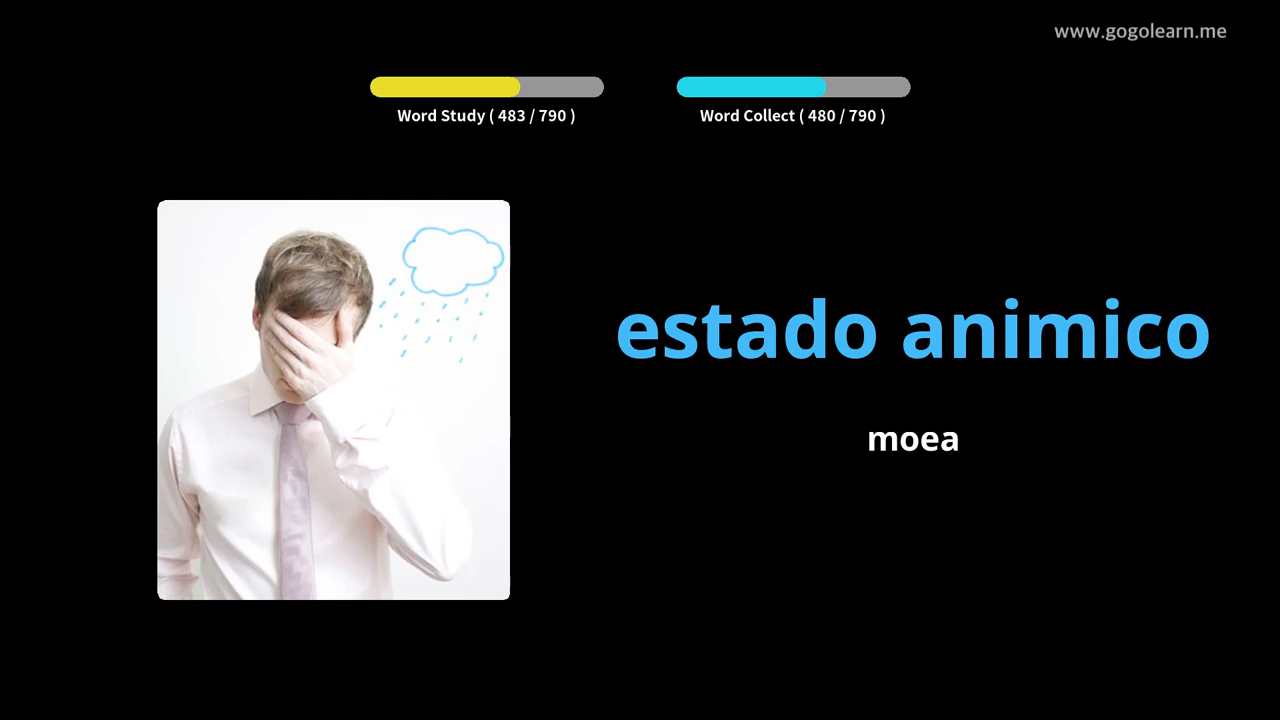 www.gogolearn.me
Word Study ( 483 / 790 )
Word Collect ( 480 / 790 )
estado animico
moea